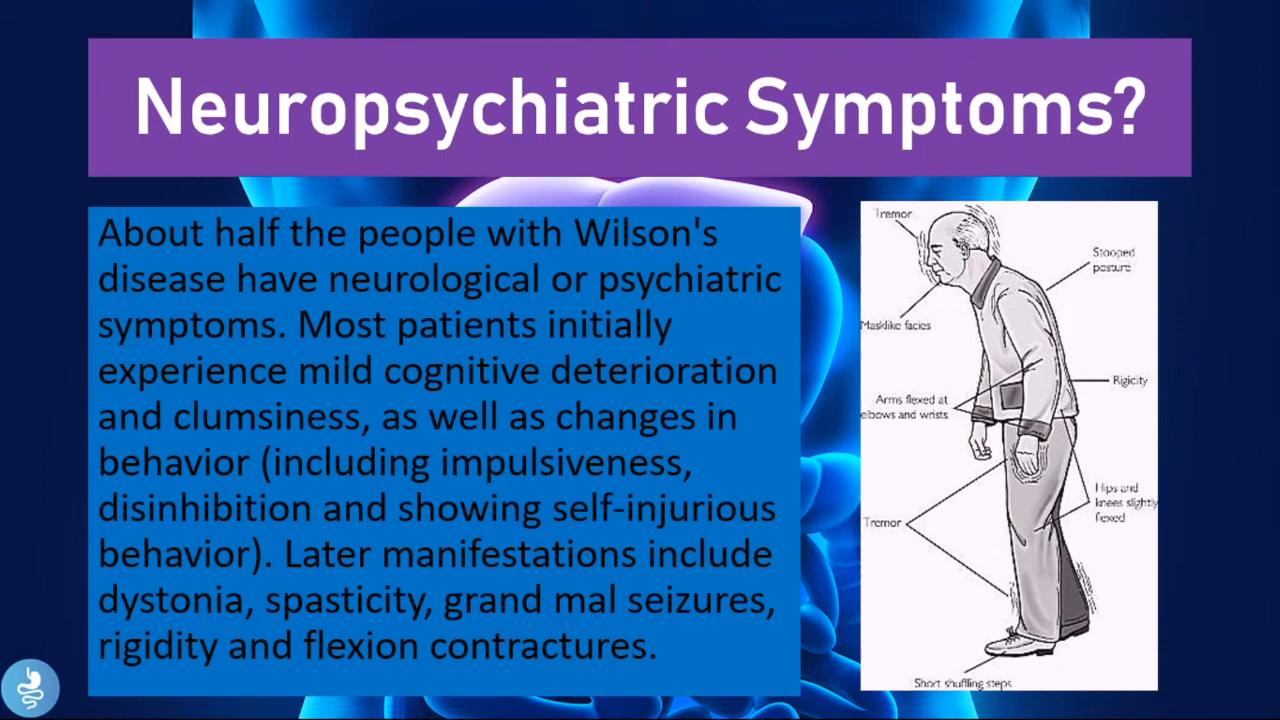 Neuropsychiatric Symptoms?
About half the people with Wilson's
disease have neurological or psychiatric
symptoms. Most patients initially
experience mild cognitive deterioration
and clumsiness, as well as changes in
behavior (including impulsiveness,
disinhibition and showing self-injurious
behavior). Later manifestations include
dystonia, spasticity, grand mal seizures,
rigidity and flexion contractures.
Tremor
Stooped
posture
Masklike facies
Rigicity
Arms flexed at
elbows and wrists
Hips and
knees slightly
flexed
Tremor
Short shuffling steps